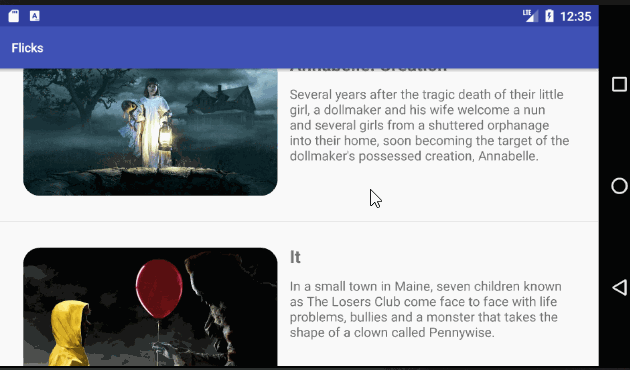 LTE 12:35
Flicks
Annabelle: Creation
Several years after the tragic death of their little
girl, a dollmaker and his wife welcome a nun
and several girls from a shuttered orphanage
into their home, soon becoming the target of the
dollmaker's possessed creation, Annabelle.
It
In a small town in Maine, seven children known
as The Losers Club come face to face with life
problems, bullies and a monster that takes the
shape of a clown called Pennywise.